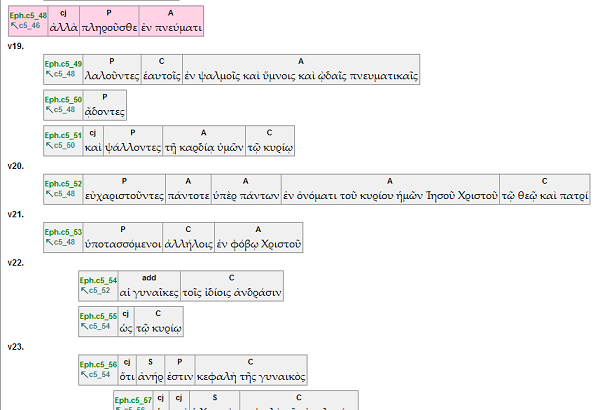 Eph.c5_48 cj P A
c5_46 ἀλλὰ πληροῦσθε ἐν πνεύματι
v19.
Eph.c5_49 P C A
c5_48 λαλοῦντες ἑαυτοῖς ἐν ψαλμοῖς καὶ ὕμνοις καὶ ᾠδαῖς πνευματικαῖς
Eph.c5_50 P
c5_48 ᾄδοντες
Eph.c5_51 cj P A C
c5_50 καὶ ψάλλοντες τῇ καρδίᾳ ὑμῶν τῷ κυρίῳ
v20.
Eph.c5_52 P A A A C
c5_48 εὐχαριστοῦντες πάντοτε ὑπὲρ πάντων ἐν ὀνόματι τοῦ κυρίου ἡμῶν Ἰησοῦ Χριστοῦ τῷ θεῷ καὶ πατρί
v21.
Eph.c5_53 P C A
c5_48 ὑποτασσόμενοι ἀλλήλοις ἐν φόβῳ Χριστοῦ
v22.
Eph.c5_54 add C
c5_52 αἱ γυναῖκες τοῖς ἰδίοις ἀνδράσιν
Eph.c5_55 cj C
c5_54 ὡς τῷ κυρίῳ
v23.
Eph.c5_56 cj S P C
c5_54 ὅτι ἀνήρ ἐστιν κεφαλὴ τῆς γυναικὸς
Eph.c5_57 cj cj S C